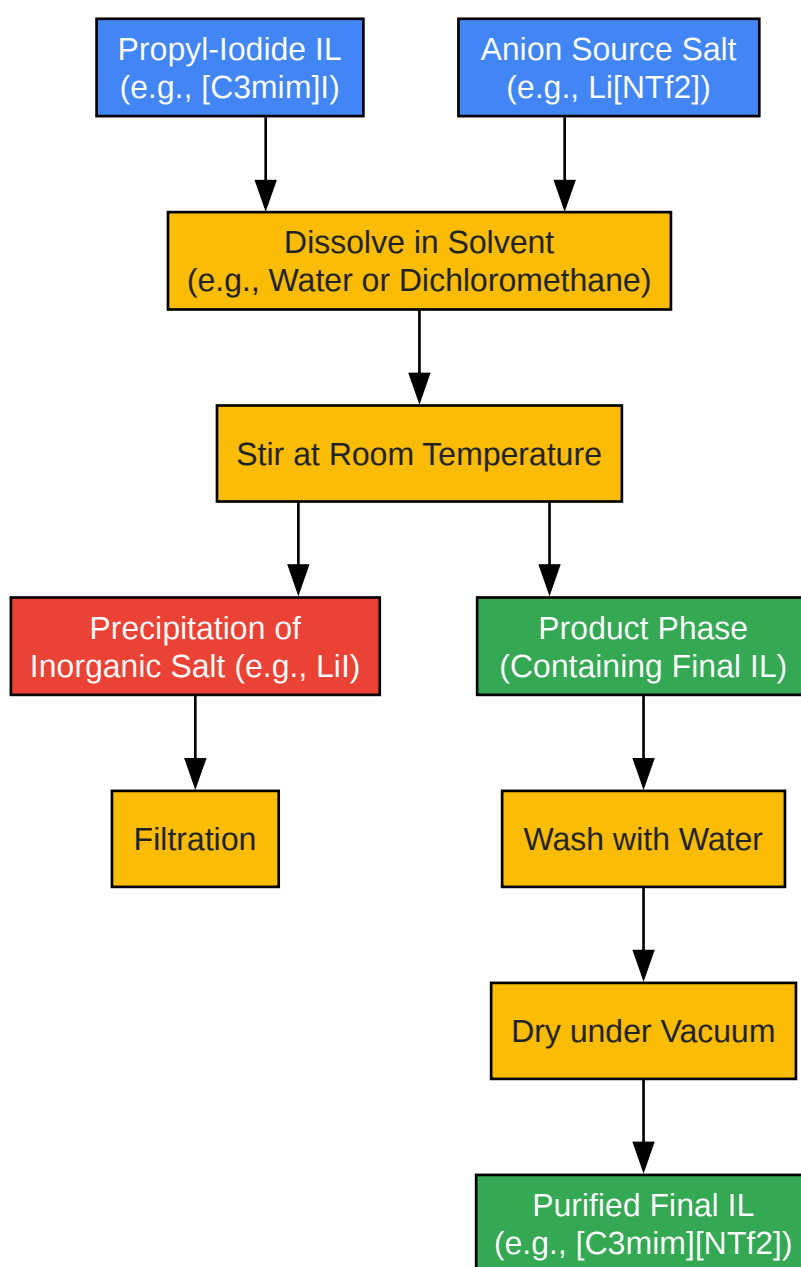 Propyl-Iodide IL
(e.g., [C3mim]I)
Anion Source Salt
(e.g., Li[NTf2])
Dissolve in Solvent
(e.g., Water or Dichloromethane)
Stir at Room Temperature
Precipitation of
Inorganic Salt (e.g., LiI)
Product Phase
(Containing Final IL)
Filtration
Wash with Water
Dry under Vacuum
Purified Final IL
(e.g., [C3mim][NTf2])